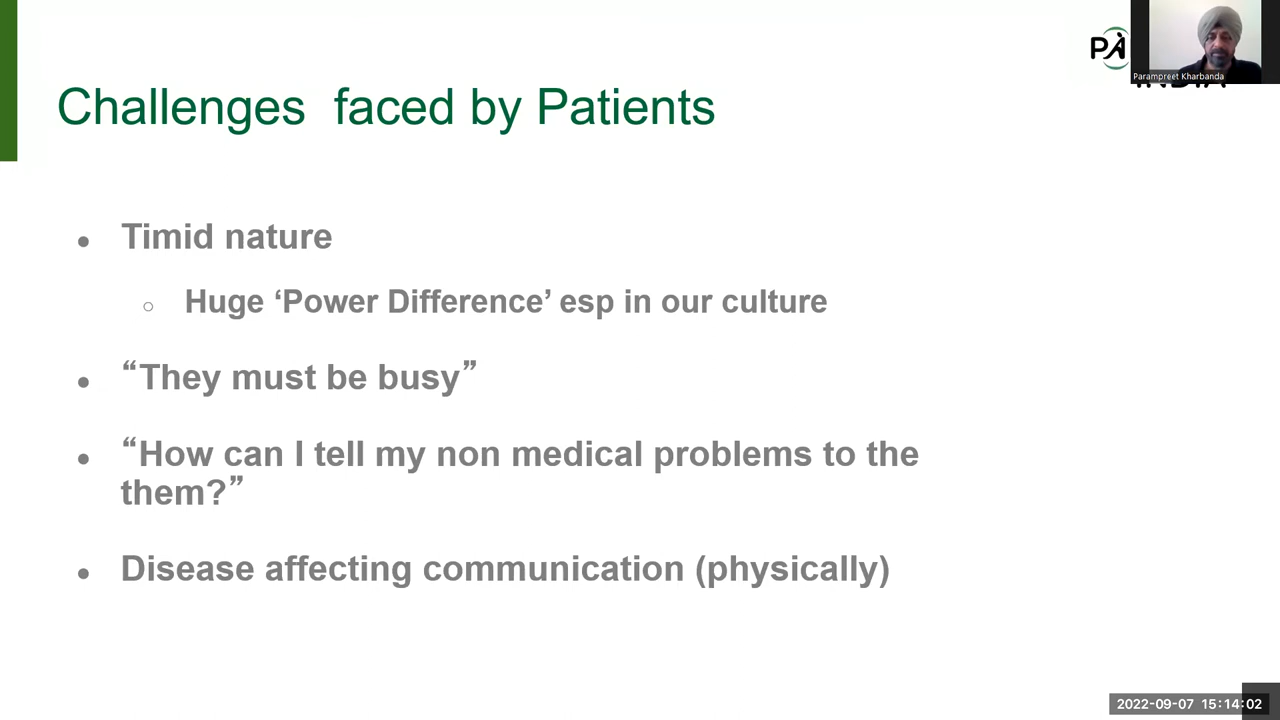 PA
Parampreet Kharbanda
INDIA
Challenges faced by Patients
● Timid nature
○ Huge ‘Power Difference’ esp in our culture
● “They must be busy”
● “How can I tell my non medical problems to the
them?”
● Disease affecting communication (physically)
2022-09-07 15:14:02